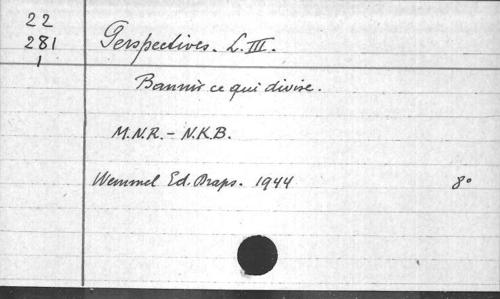 22
281
1
Perspectives. L. III.
Bannir ce qui divise.
M.N.R. - N.K.B.
Wemmel Ed. Draps. 1944 8°